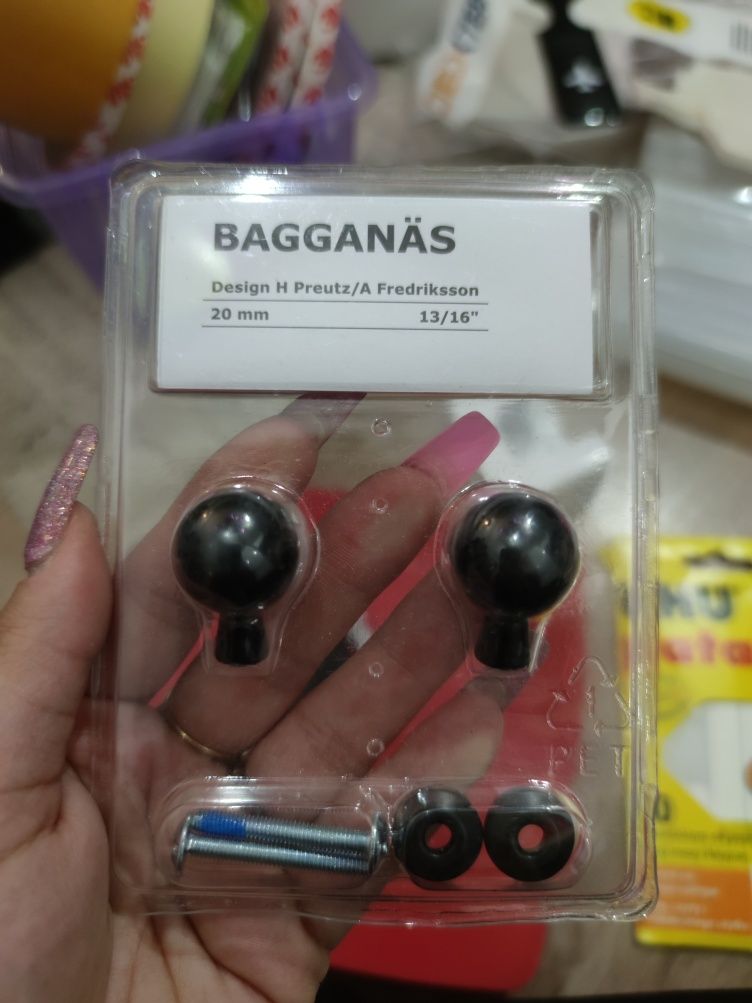 BAGGANÄS
Design H Preutz/A Fredriksson
20 mm 13/16"
PET